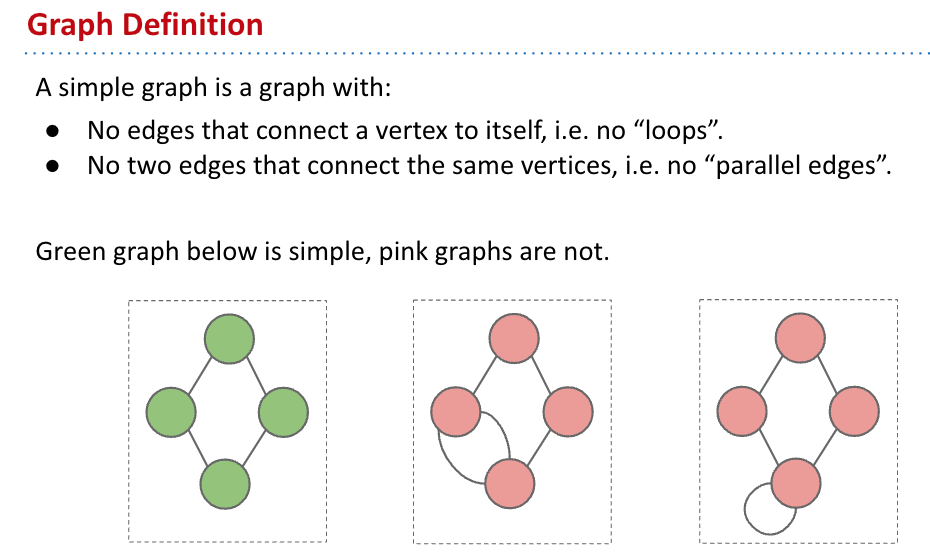 Graph Definition
A simple graph is a graph with:
● No edges that connect a vertex to itself, i.e. no “loops”.
● No two edges that connect the same vertices, i.e. no “parallel edges”.
Green graph below is simple, pink graphs are not.